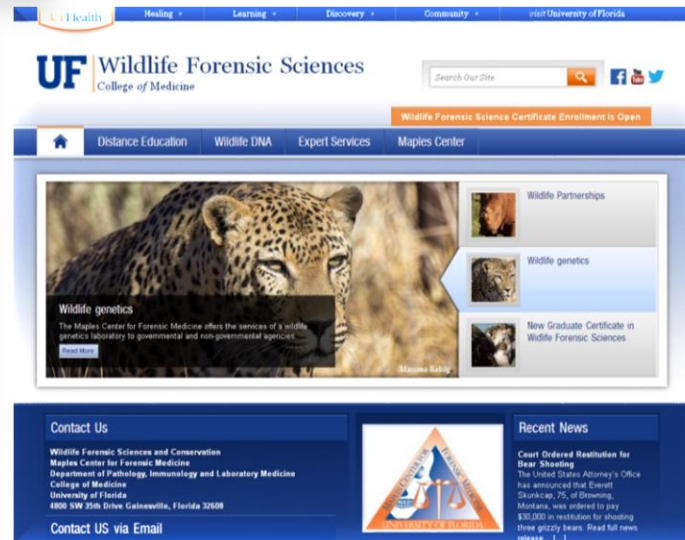 UF Health
Healing
Learning
Discovery
Community
visit University of Florida
UF Wildlife Forensic Sciences
College of Medicine
Search Our Site
Wildlife Forensic Science Certificate Enrollment is Open
Distance Education
Wildlife DNA
Expert Services
Maples Center
Wildlife Partnerships
Wildlife genetics
New Graduate Certificate in
Widlife Forensic Sciences
Wildlife genetics
The Maples Center for Forensic Medicine offers the services of a wildlife
genetics laboratory to governmental and non-governmental agencies
Read More
Contact Us
Wildlife Forensic Sciences and Conservation
Maples Center for Forensic Medicine
Department of Pathology, Immunology and Laboratory Medicine
College of Medicine
University of Florida
4800 SW 35th Drive Gainesville, Florida 32608
Contact US via Email
MAPLES CENTER FOR
FORENSIC MEDICINE
UNIVERSITY OF FLORIDA
Recent News
Court Ordered Restitution for
Bear Shooting
The United States Attorney's Office
has announced that Everett
Skunkcap, 75, of Browning,
Montana, was ordered to pay
$30,000 in restitution for shooting
three grizzly bears. Read full news
release [...]